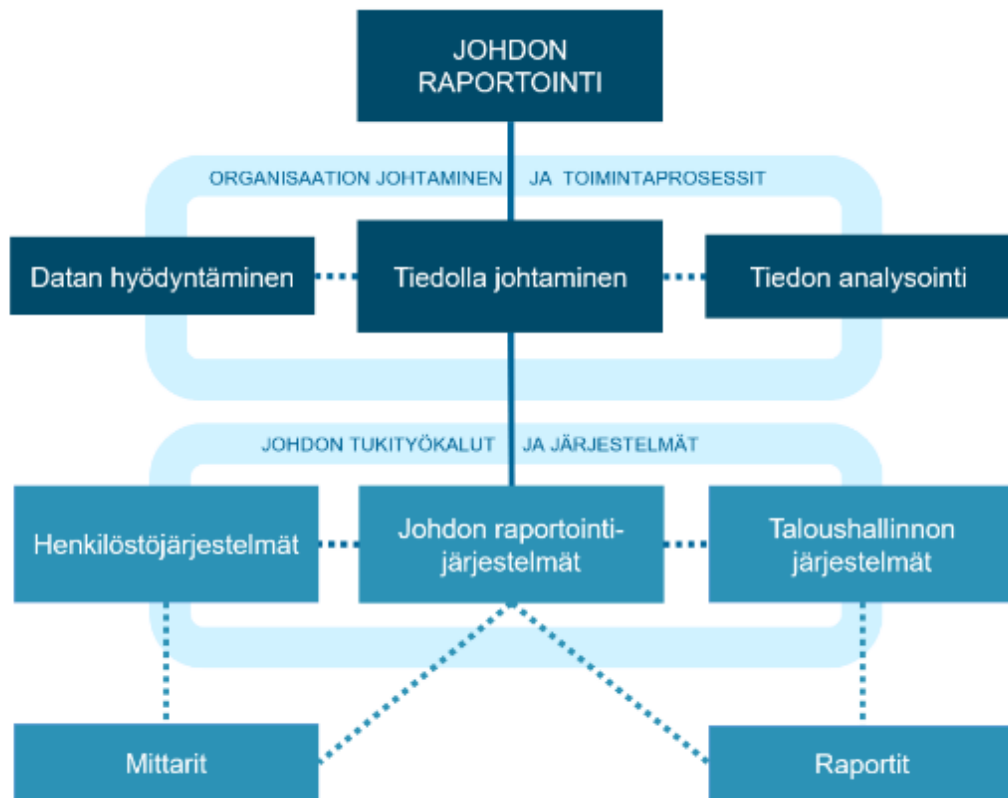 JOHDON
RAPORTOINTI
ORGANISAATION JOHTAMINEN JA TOIMINTAPROSESSIT
Datan hyödyntäminen
Tiedolla johtaminen
Tiedon analysointi
JOHDON TUKITYÖKALUT JA JÄRJESTELMÄT
Henkilöstöjärjestelmät
Johdon raportointi-
järjestelmät
Taloushallinnon
järjestelmät
Mittarit
Raportit